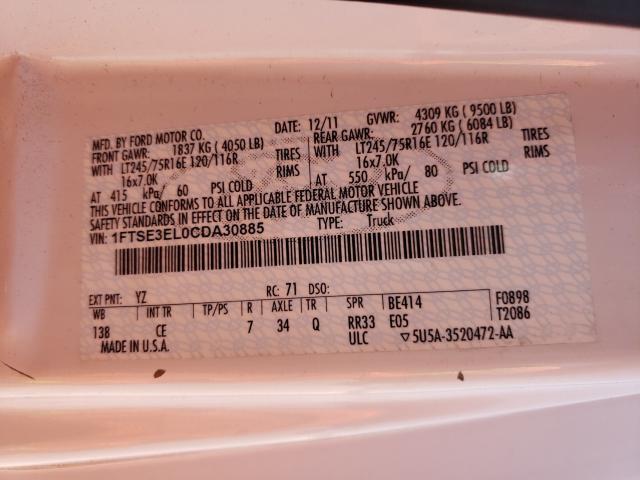 MFD. BY FORD MOTOR CO. DATE: 12/11 GVWR: 4309 KG ( 9500 LB)
FRONT GAWR: 1837 KG ( 4050 LB) REAR GAWR: 2760 KG ( 6084 LB)
WITH LT245/75R16E 120/116R TIRES WITH LT245/75R16E 120/116R TIRES
16x7.0K RIMS 16x7.0K RIMS
AT 415 kPa/ 60 PSI COLD AT 550 kPa/ 80 PSI COLD
THIS VEHICLE CONFORMS TO ALL APPLICABLE FEDERAL MOTOR VEHICLE
SAFETY STANDARDS IN EFFECT ON THE DATE OF MANUFACTURE SHOWN ABOVE.
VIN: 1FTSE3EL0CDA30885 TYPE: Truck
EXT PNT: YZ RC: 71 DSO:
WB INT TR TP/PS R AXLE TR SPR BE414 F0898
138 CE 7 34 Q RR33 E05 T2086
MADE IN U.S.A. ULC ▽5U5A-3520472-AA